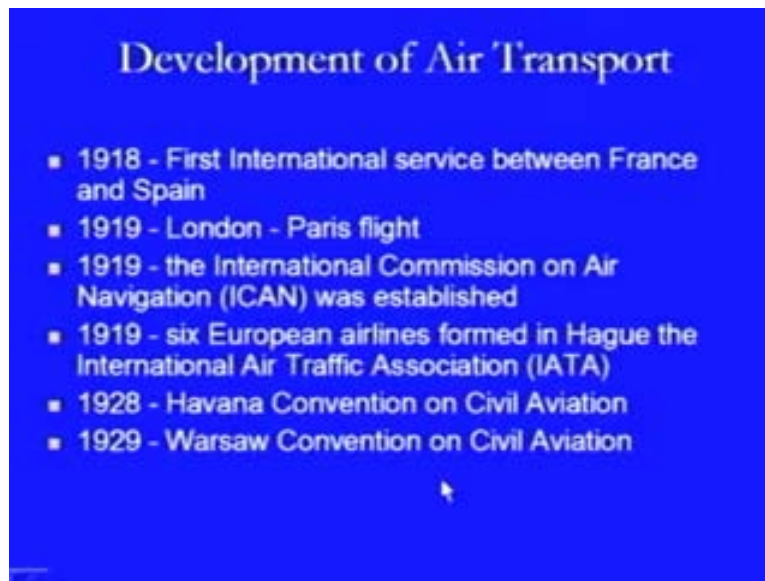 Development of Air Transport
1918 - First International service between France
and Spain
1919 - London - Paris flight
1919 - the International Commission on Air
Navigation (ICAN) was established
1919 - six European airlines formed in Hague the
International Air Traffic Association (IATA)
1928 - Havana Convention on Civil Aviation
1929 - Warsaw Convention on Civil Aviation